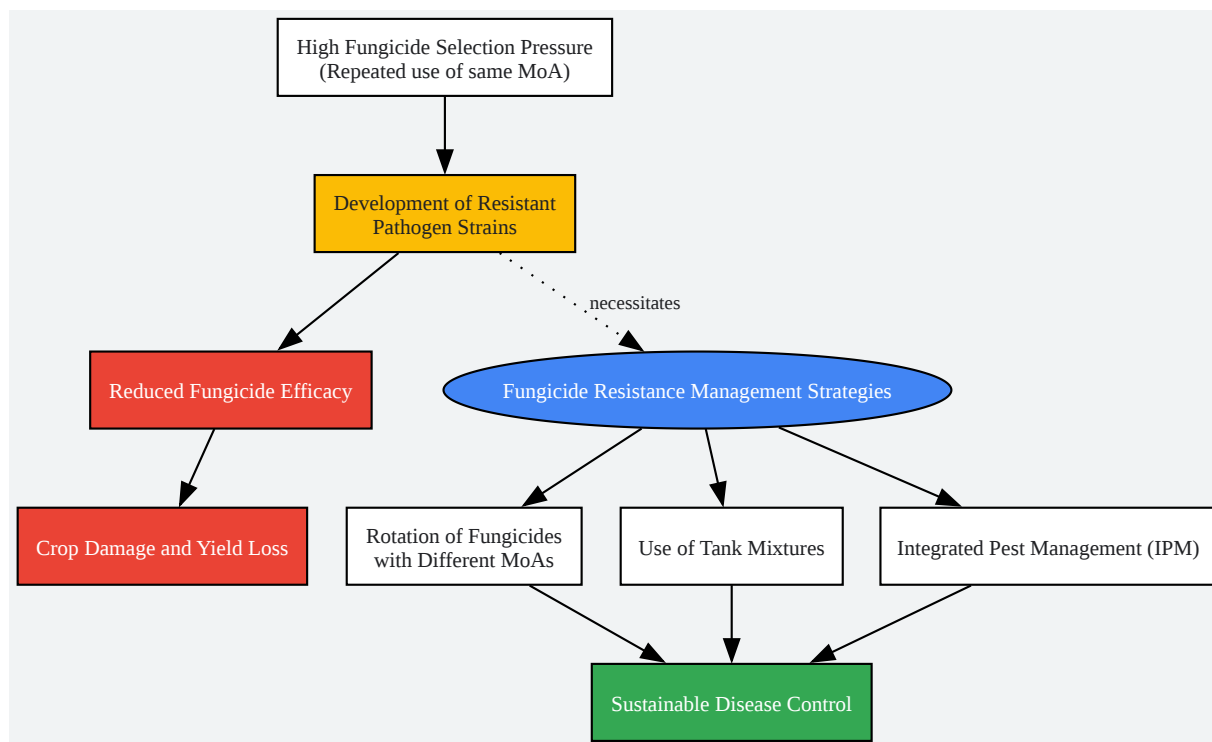 High Fungicide Selection Pressure
(Repeated use of same MoA)
Development of Resistant
Pathogen Strains
necessitates
Reduced Fungicide Efficacy
Fungicide Resistance Management Strategies
Crop Damage and Yield Loss
Rotation of Fungicides
with Different MoAs
Use of Tank Mixtures
Integrated Pest Management (IPM)
Sustainable Disease Control